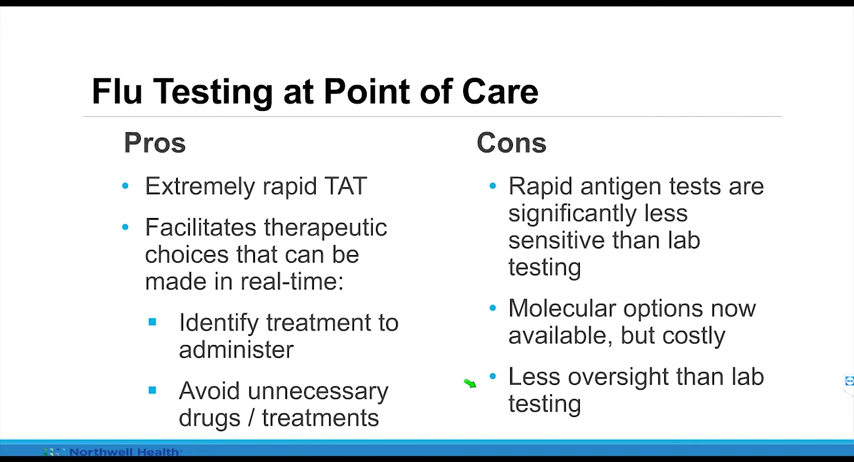 Flu Testing at Point of Care
Pros
• Extremely rapid TAT
• Facilitates therapeutic
choices that can be
made in real-time:
▪ Identify treatment to
administer
▪ Avoid unnecessary
drugs / treatments
Cons
• Rapid antigen tests are
significantly less
sensitive than lab
testing
• Molecular options now
available, but costly
• Less oversight than lab
testing
Northwell Health